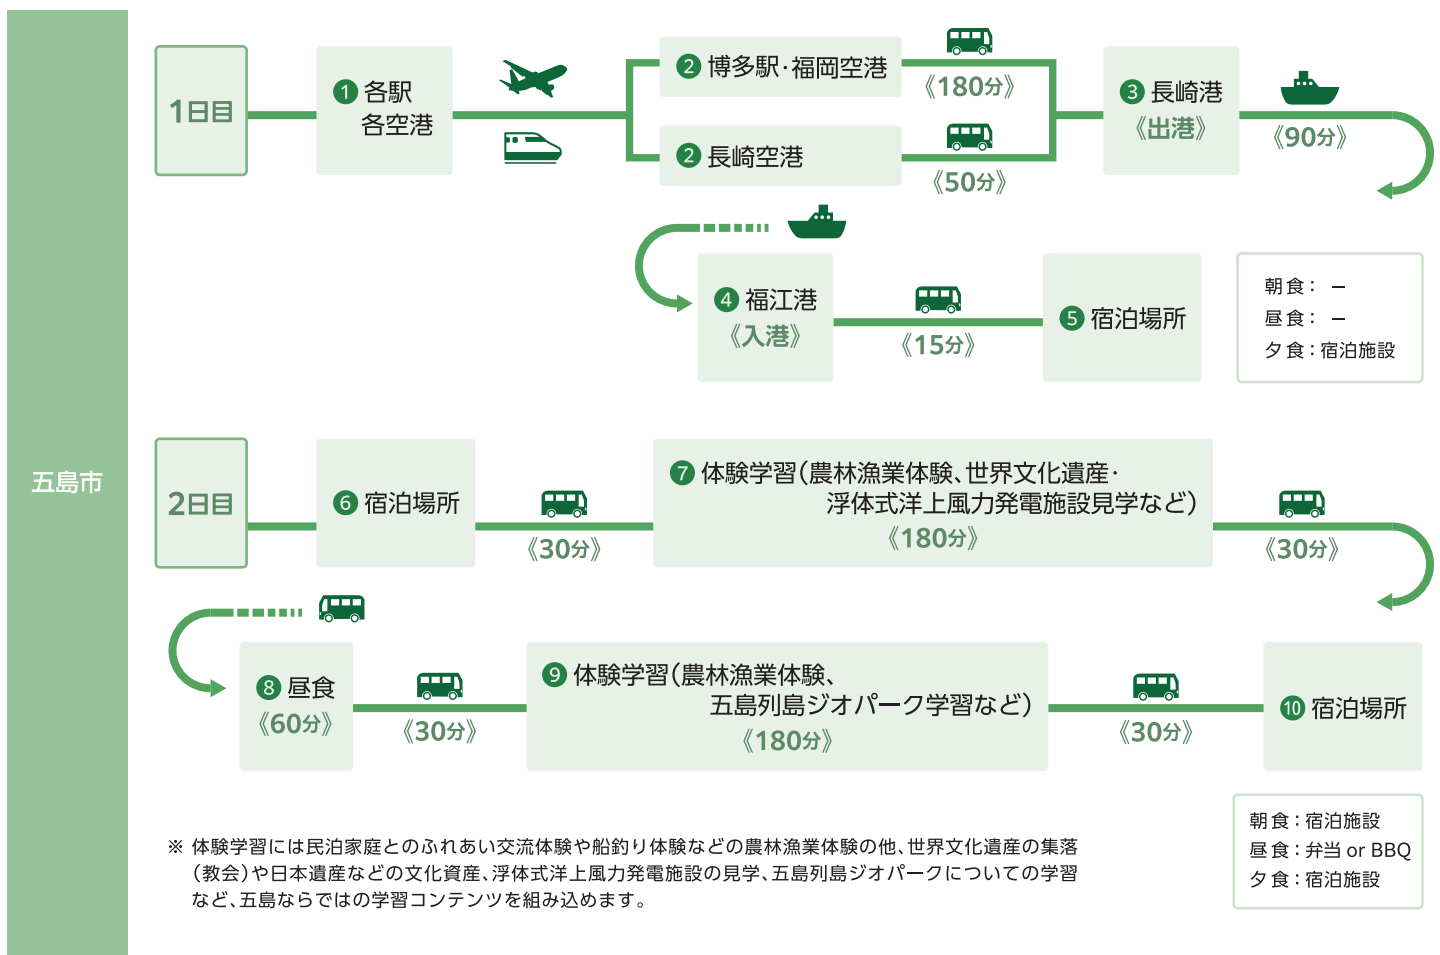 五島市
1日目
❶各駅
各空港
❷博多駅・福岡空港
《180分》
❷長崎空港
《50分》
❸長崎港
《出港》
《90分》
❹福江港
《入港》
《15分》
❺宿泊場所
朝食：－
昼食：－
夕食：宿泊施設
2日目
❻宿泊場所
《30分》
❼体験学習(農林漁業体験、世界文化遺産・
浮体式洋上風力発電施設見学など)
《180分》
《30分》
❽昼食
《60分》
《30分》
❾体験学習(農林漁業体験、
五島列島ジオパーク学習など)
《180分》
《30分》
❿宿泊場所
朝食：宿泊施設
昼食：弁当 or BBQ
夕食：宿泊施設
※ 体験学習には民泊家庭とのふれあい交流体験や船釣り体験などの農林漁業体験の他、世界文化遺産の集落
(教会)や日本遺産などの文化資産、浮体式洋上風力発電施設の見学、五島列島ジオパークについての学習
など、五島ならではの学習コンテンツを組み込めます。